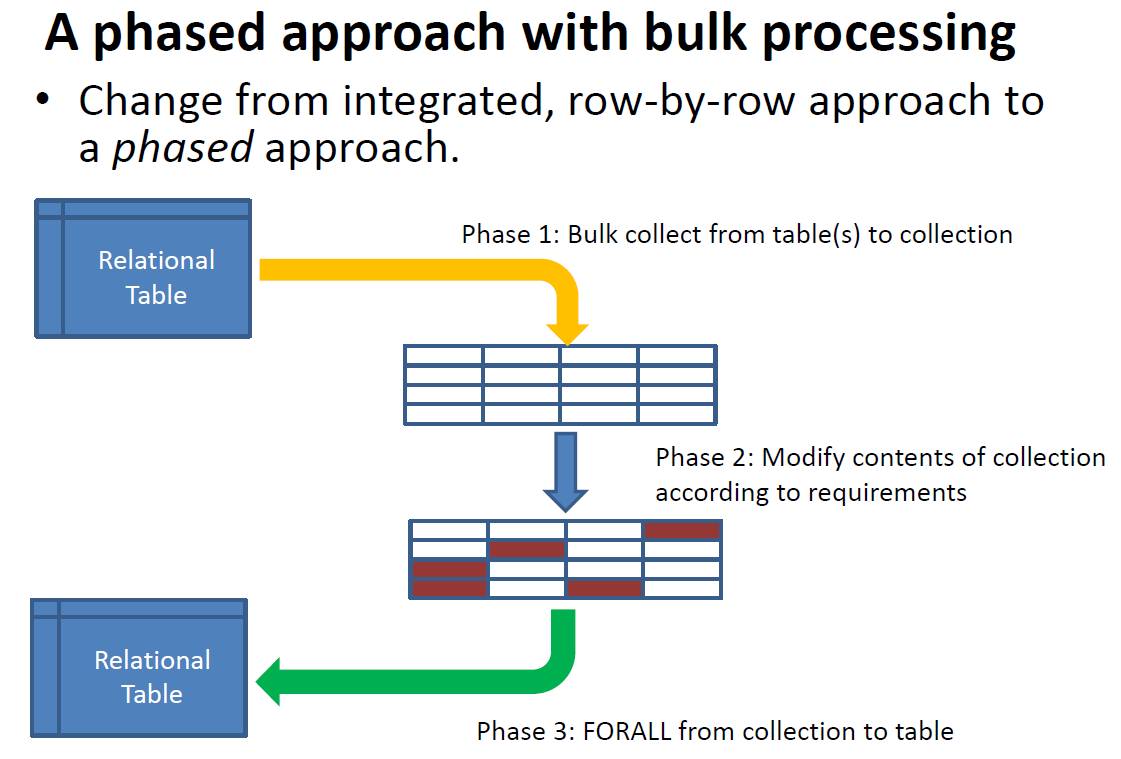 A phased approach with bulk processing
• Change from integrated, row-by-row approach to
a phased approach.
Relational
Table
Phase 1: Bulk collect from table(s) to collection
Phase 2: Modify contents of collection
according to requirements
Relational
Table
Phase 3: FORALL from collection to table